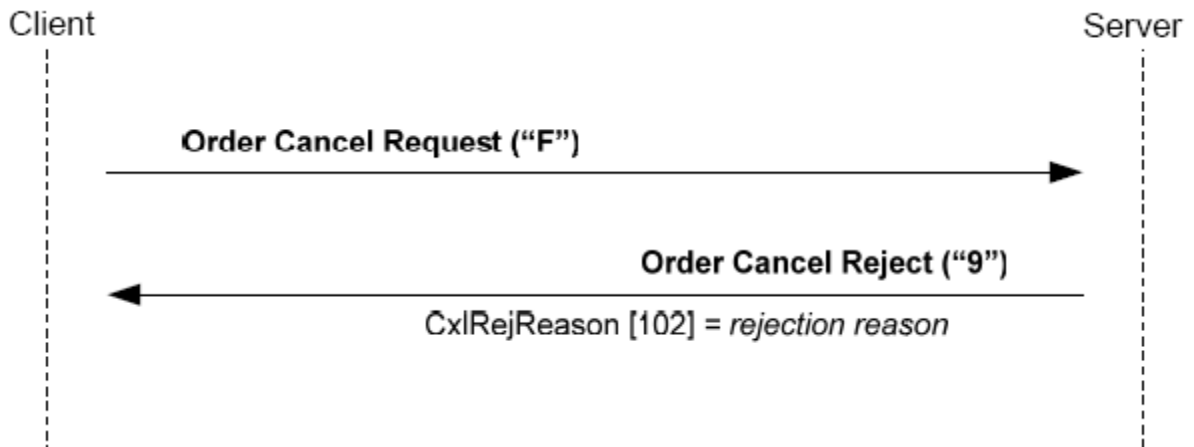 Client
Server
Order Cancel Request (“F”)
Order Cancel Reject (“9”)
CxlRejReason [102] = rejection reason